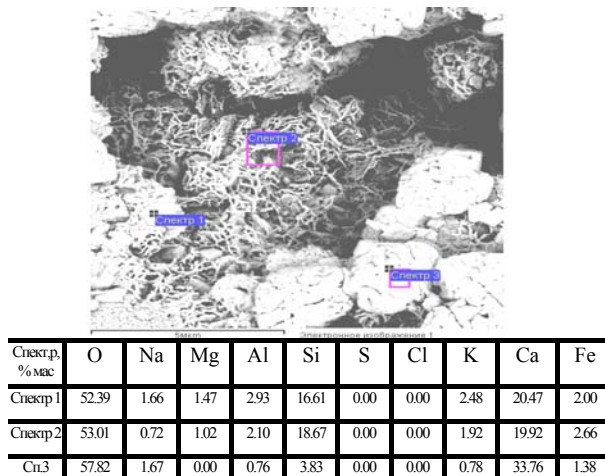 Спектр 2
Спектр 1
Спектр 3
5мкm Электронное изображение 1
Спект,р, % мас O Na Mg Al Si S Cl K Ca Fe
Спектр 1 52.39 1.66 1.47 2.93 16.61 0.00 0.00 2.48 20.47 2.00
Спектр 2 53.01 0.72 1.02 2.10 18.67 0.00 0.00 1.92 19.92 2.66
Сп.3 57.82 1.67 0.00 0.76 3.83 0.00 0.00 0.78 33.76 1.38